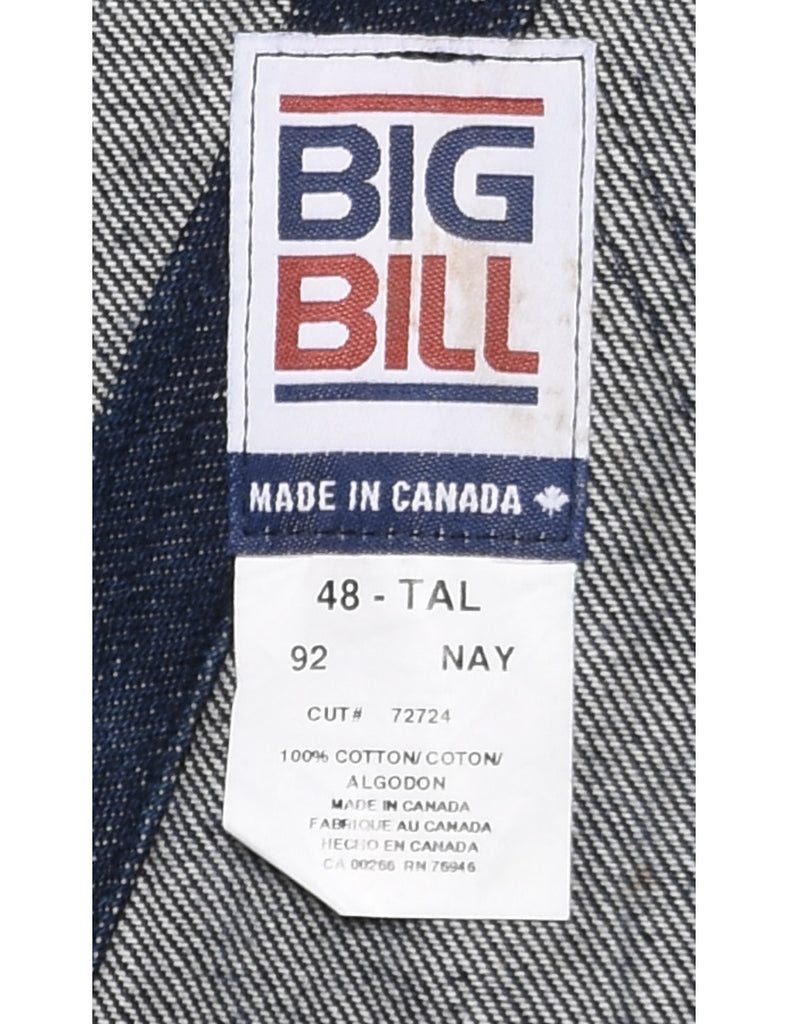 BIG
BILL
MADE IN CANADA
48 - TAL
92 NAY
CUT# 72724
100% COTTON/ COTON/
ALGODON
MADE IN CANADA
FABRIQUE AU CANADA
HECHO EN CANADA
CA 00266 RN 76946